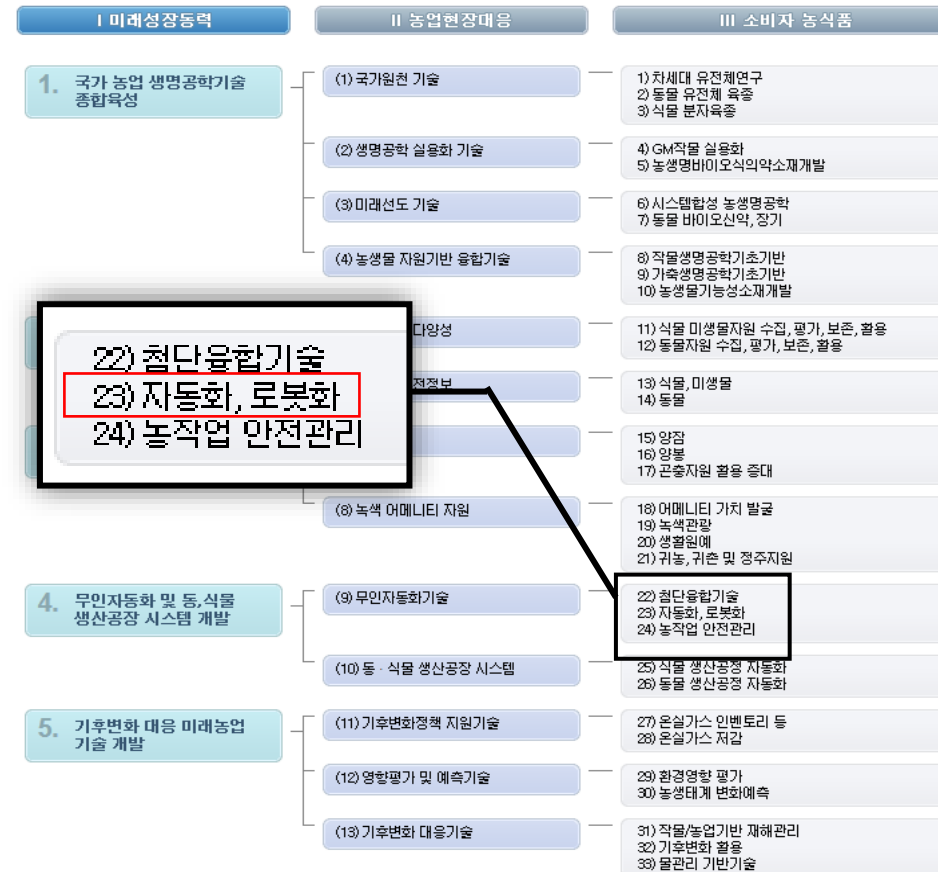 I 미래성장동력
II 농업현장대응
III 소비자 농식품
1. 국가 농업 생명공학기술
종합육성
(1) 국가원천 기술
1) 차세대 유전체연구
2) 동물 유전체 육종
3) 식물 분자육종
(2) 생명공학 실용화 기술
4) GM작물 실용화
5) 농생명바이오식의약소재개발
(3) 미래선도 기술
6) 시스템합성 농생명공학
7) 동물 바이오신약, 장기
(4) 농생물 자원기반 융합기술
8) 작물생명공학기초기반
9) 가축생명공학기초기반
10) 농생물기능성소재개발
다양성
11) 식물 미생물자원 수집, 평가, 보존, 활용
12) 동물자원 수집, 평가, 보존, 활용
전정보
13) 식물, 미생물
14) 동물
22) 첨단융합기술
23) 자동화, 로봇화
24) 농작업 안전관리
15) 양잠
16) 양봉
17) 곤충자원 활용 증대
(8) 녹색 어메니티 자원
18) 어메니티 가치 발굴
19) 녹색관광
20) 생활원예
21) 귀농, 귀촌 및 정주지원
4. 무인자동화 및 동,식물
생산공장 시스템 개발
(9) 무인자동화기술
22) 첨단융합기술
23) 자동화, 로봇화
24) 농작업 안전관리
(10) 동 · 식물 생산공장 시스템
25) 식물 생산공정 자동화
26) 동물 생산공정 자동화
5. 기후변화 대응 미래농업
기술 개발
(11) 기후변화정책 지원기술
27) 온실가스 인벤토리 등
28) 온실가스 저감
(12) 영향평가 및 예측기술
29) 환경영향 평가
30) 농생태계 변화예측
(13) 기후변화 대응기술
31) 작물/농업기반 재해관리
32) 기후변화 활용
33) 물관리 기반기술